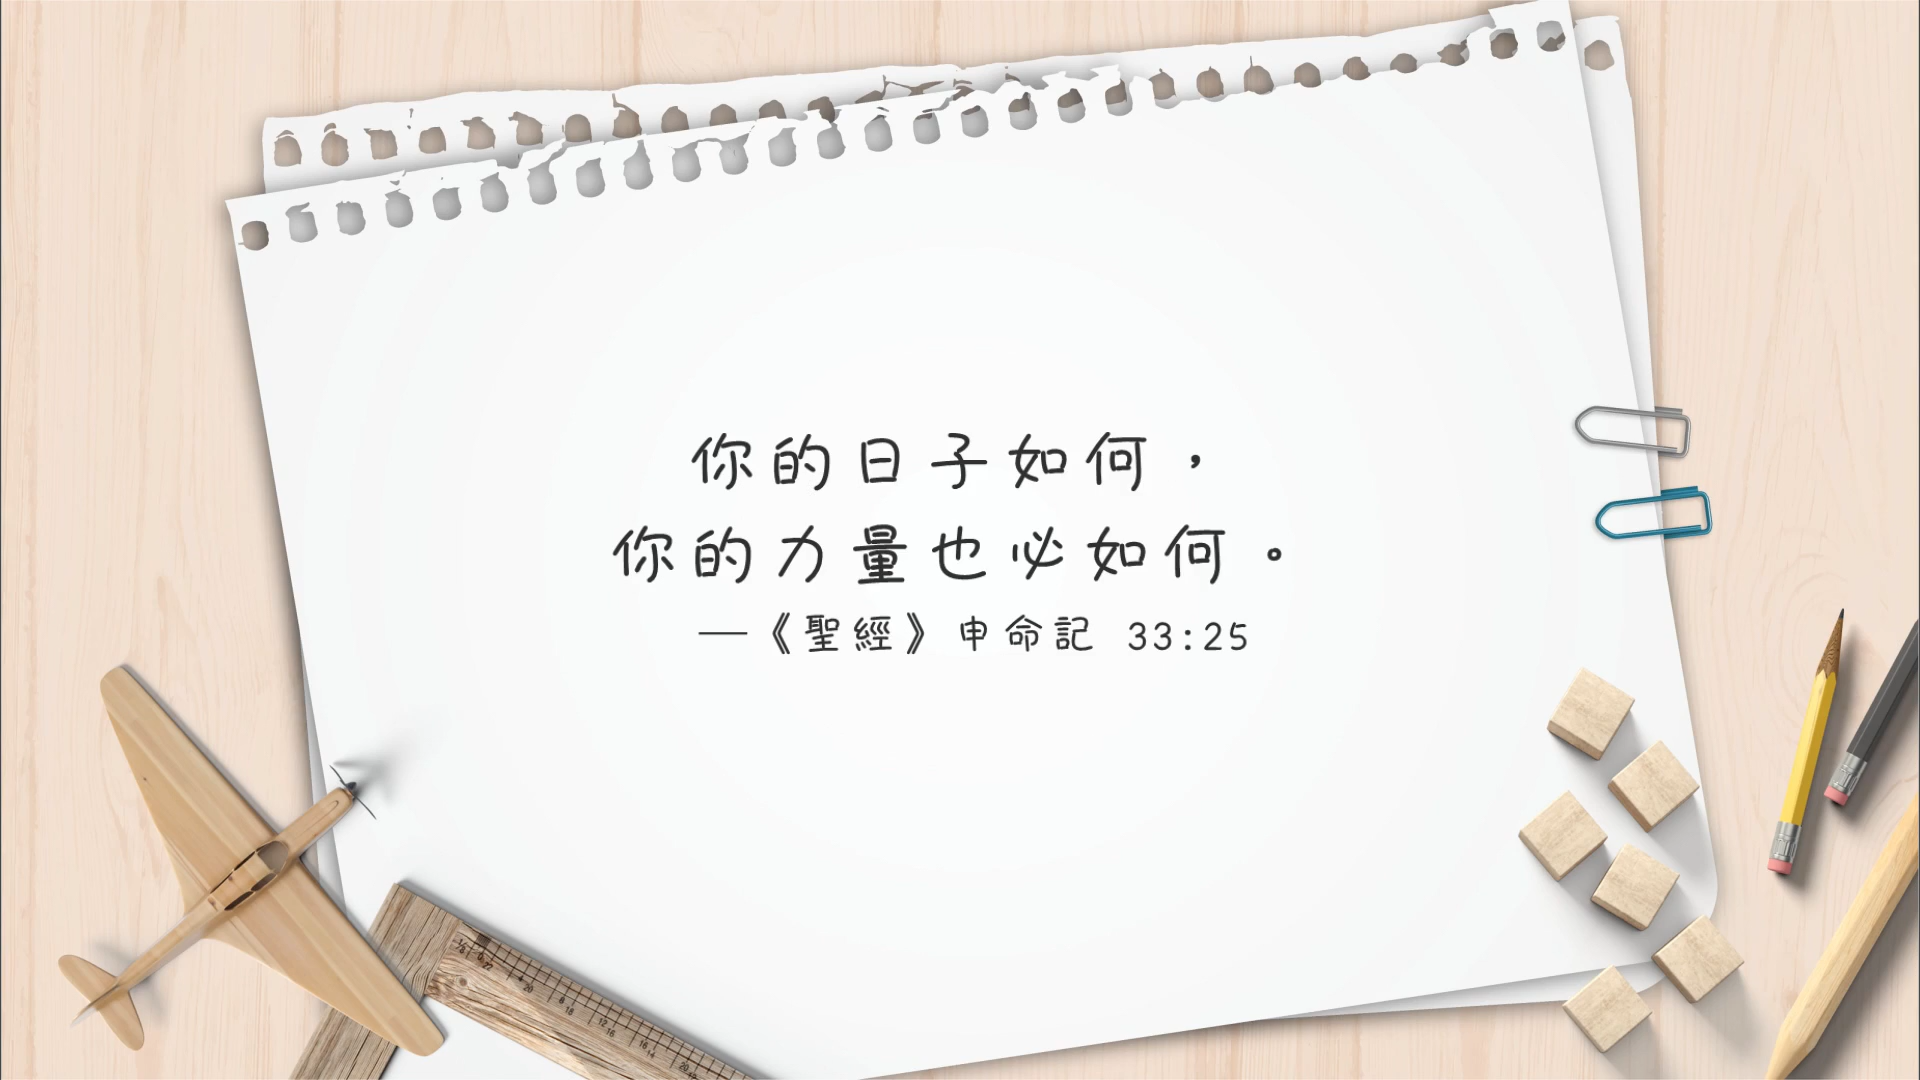 你的日子如何，
你的力量也必如何。
—《聖經》申命記 33:25